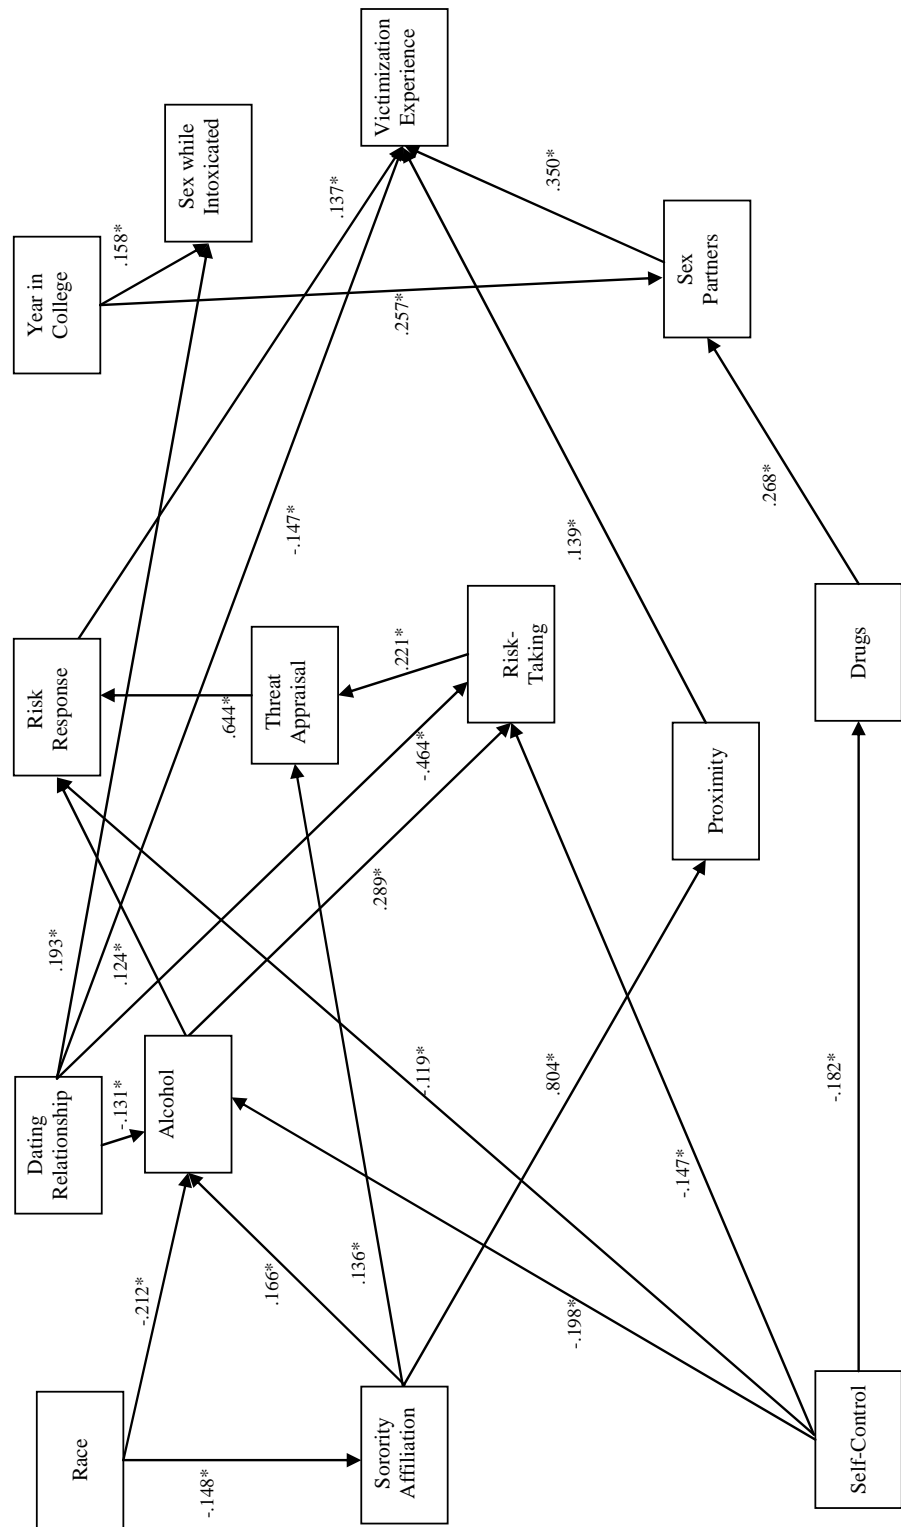 Race
-.148*
Sorority
Affiliation
-.212*
.166*
.136*
.804*
Self-Control
-.198*
-.119*
-.147*
-.182*
Dating
Relationship
-.131*
Alcohol
.193*
.124*
.289*
-.464*
Risk
Response
.644*
Threat
Appraisal
.221*
Risk-
Taking
Proximity
Drugs
-.147*
.139*
.268*
Year in
College
.158*
.257*
Sex while
Intoxicated
.137*
Sex
Partners
.350*
Victimization
Experience